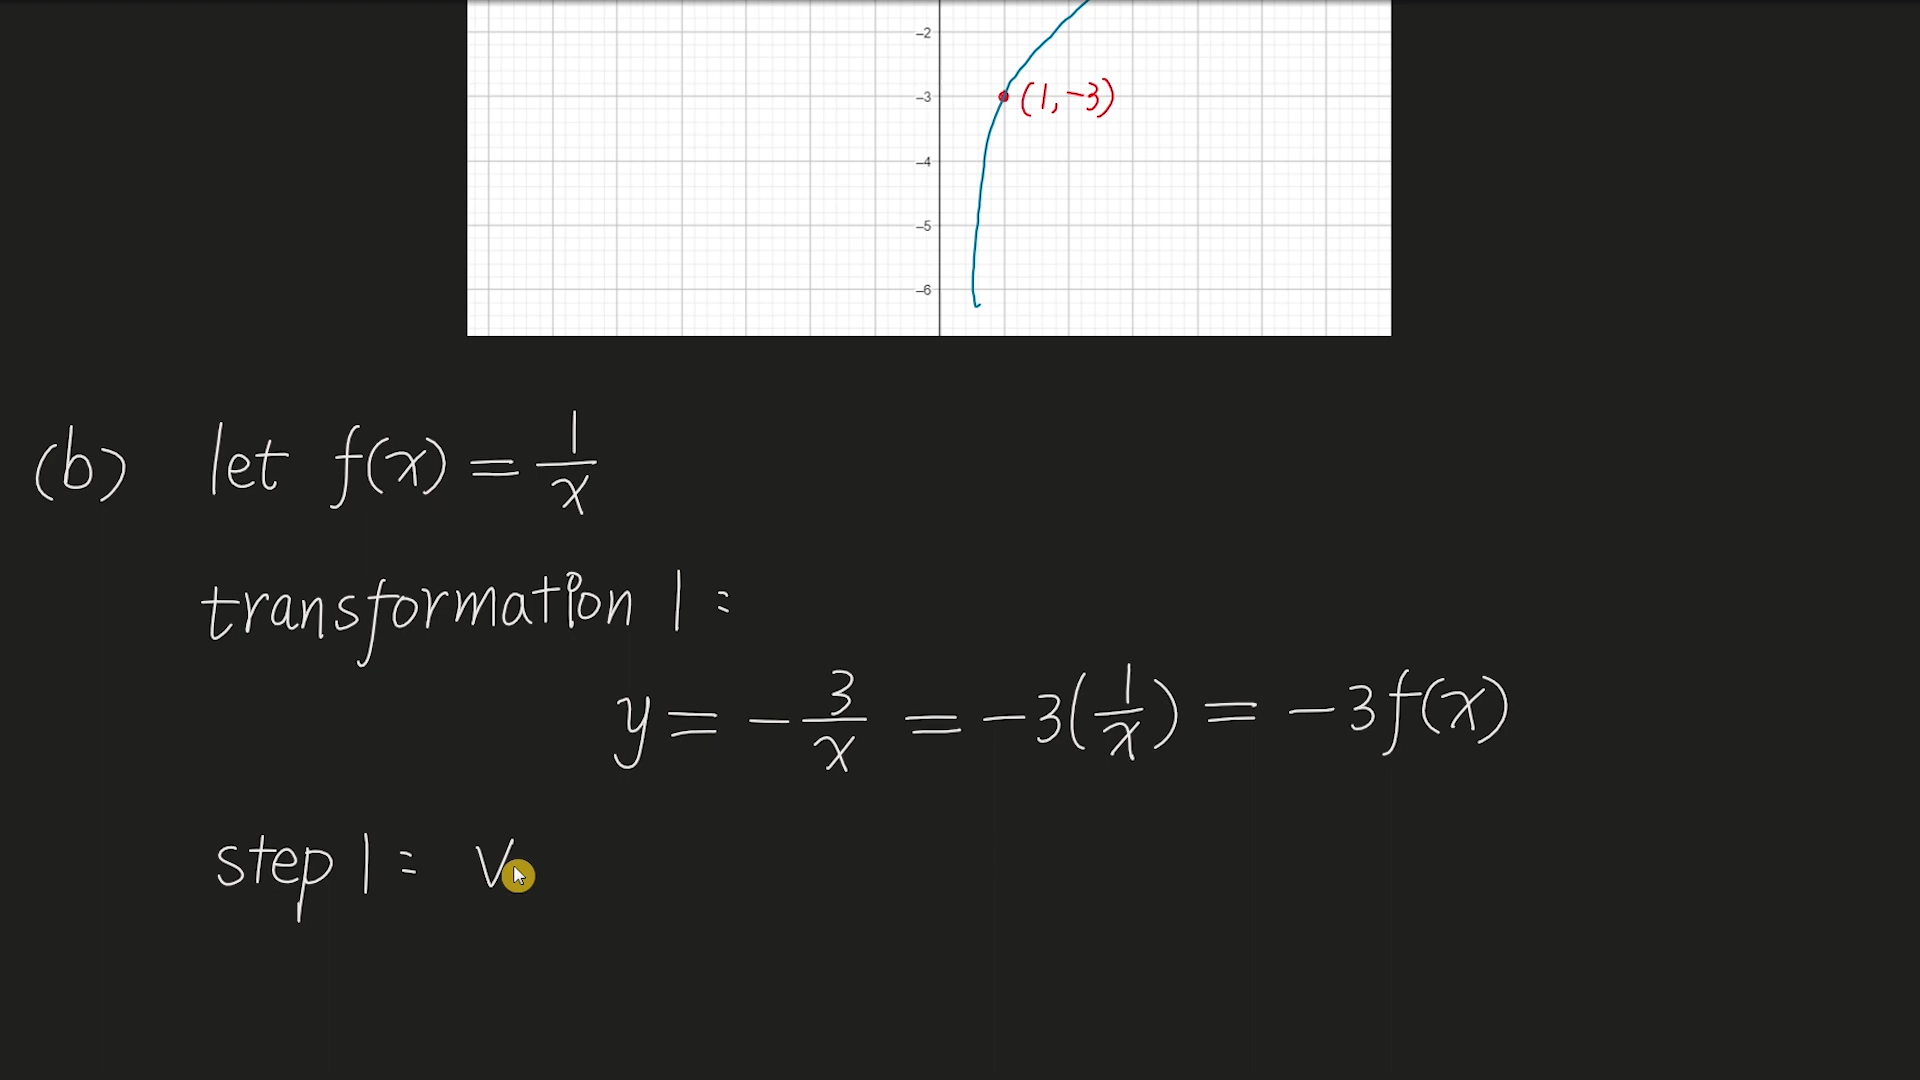 -2
-3 (1,-3)
-4
-5
-6
(b) let f(x) = 1/x
transformation 1 :
y = - 3/x = -3(1/x) = -3f(x)
step 1 : v